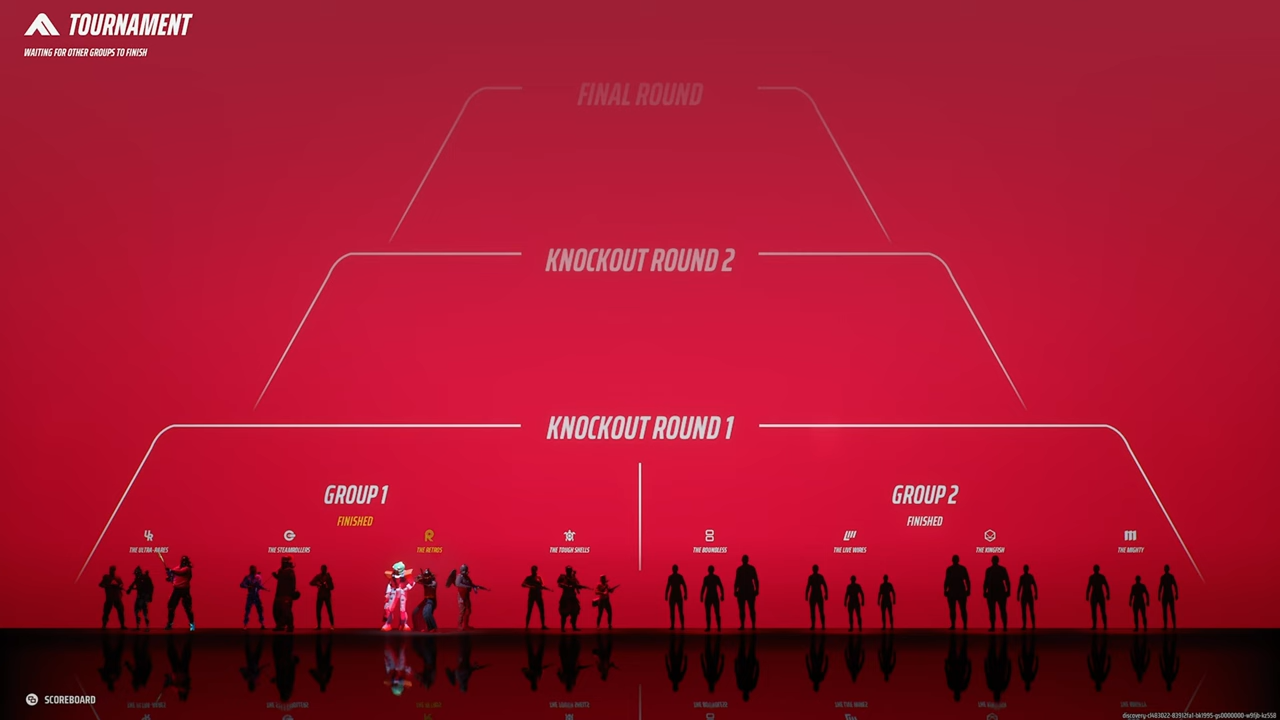 TOURNAMENT
WAITING FOR OTHER GROUPS TO FINISH
FINAL ROUND
KNOCKOUT ROUND 2
KNOCKOUT ROUND 1
GROUP 1
FINISHED
GROUP 2
FINISHED
THE ULTRA-RARES
THE STEAMROLLERS
THE RETROS
THE TOUGH SHELLS
THE BOUNDLESS
THE LIVE WIRES
THE KINGFISH
THE MIGHTY
SCOREBOARD